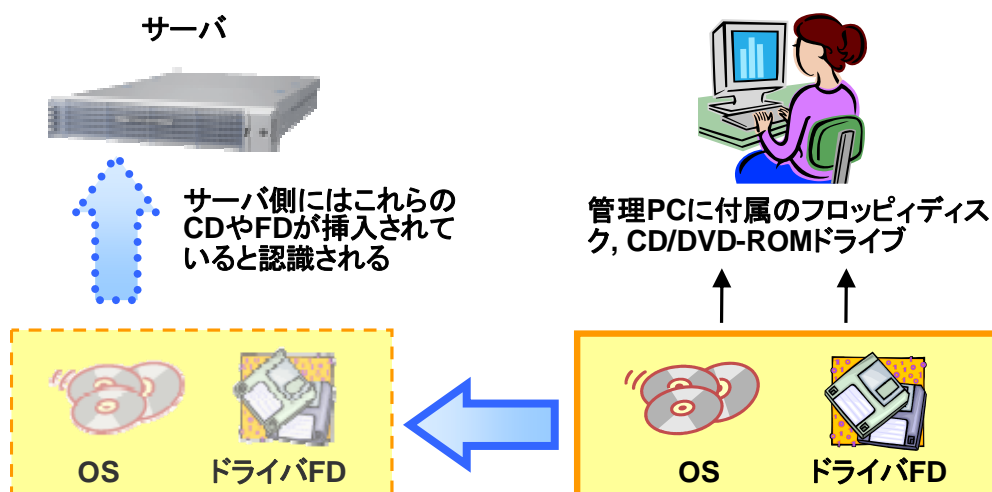 サーバ
サーバ側にはこれらの
CDやFDが挿入されて
いると認識される
管理PCに付属のフロッピィディス
ク, CD/DVD-ROMドライブ
OS ドライバFD
OS ドライバFD